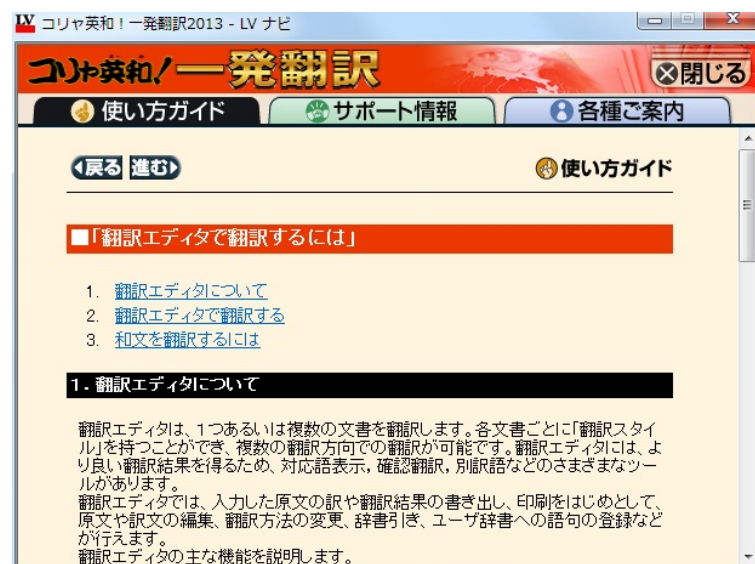 LV コリヤ英和！一発翻訳2013 - LV ナビ
コリャ英和!一発翻訳
閉じる
使い方ガイド サポート情報 各種ご案内
戻る 進む 使い方ガイド
■「翻訳エディタで翻訳するには」
1. 翻訳エディタについて
2. 翻訳エディタで翻訳する
3. 和文を翻訳するには
1. 翻訳エディタについて
翻訳エディタは、1つあるいは複数の文書を翻訳します。各文書ごとに「翻訳スタイ
ル」を持つことができ、複数の翻訳方向での翻訳が可能です。翻訳エディタには、よ
り良い翻訳結果を得るため、対応語表示, 確認翻訳, 別訳語などのさまざまなツー
ルがあります。
翻訳エディタでは、入力した原文の訳や翻訳結果の書き出し、印刷をはじめとして、
原文や訳文の編集、翻訳方法の変更、辞書引き、ユーザ辞書への語句の登録など
が行えます。
翻訳エディタの主な機能を説明します。